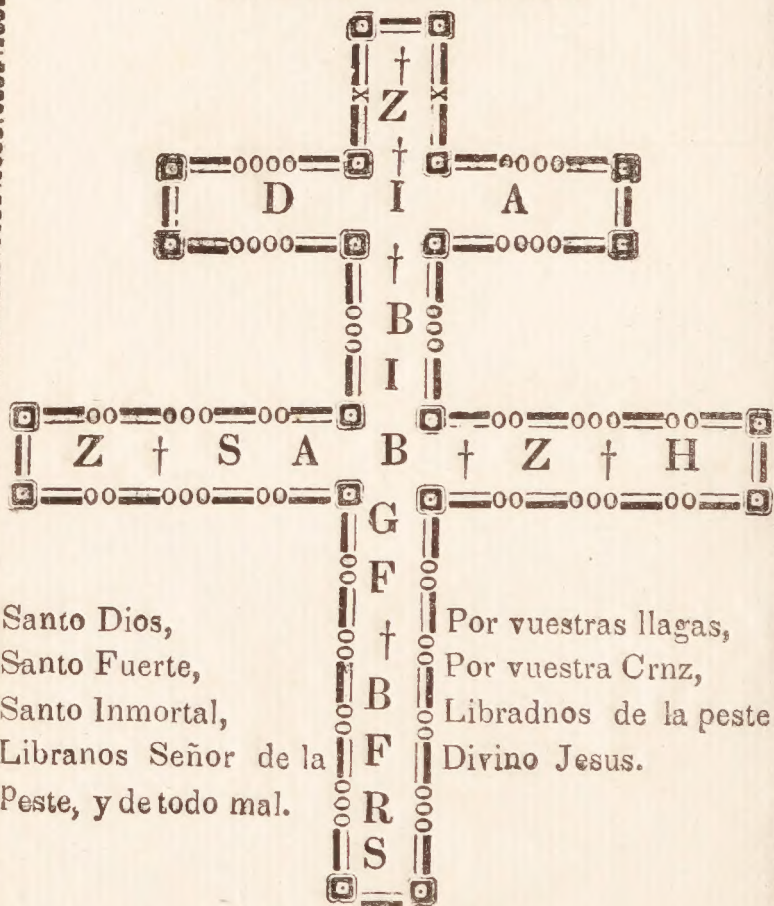 †
Z
†
D I A
†
B
I
Z † S A B † Z † H
G
F
†
B
F
R
S
Santo Dios,
Santo Fuerte,
Santo Inmortal,
Libranos Señor de la
Peste, y de todo mal.
Por vuestras llagas,
Por vuestra Crnz,
Libradnos de la peste
Divino Jesus.